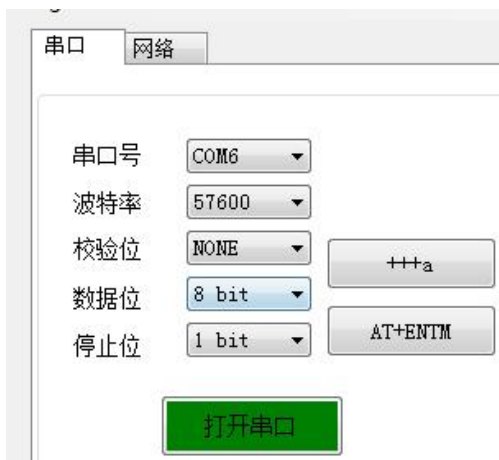 串口 网络
串口号 COM6
波特率 57600
校验位 NONE
+++a
数据位 8 bit
AT+ENTM
停止位 1 bit
打开串口